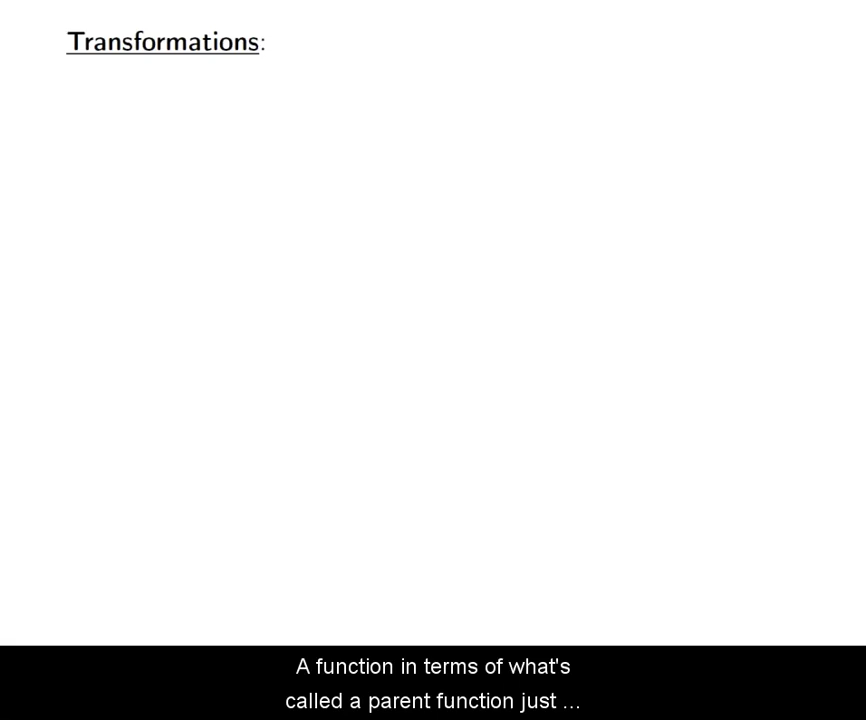 Transformations:
A function in terms of what's
called a parent function just ...